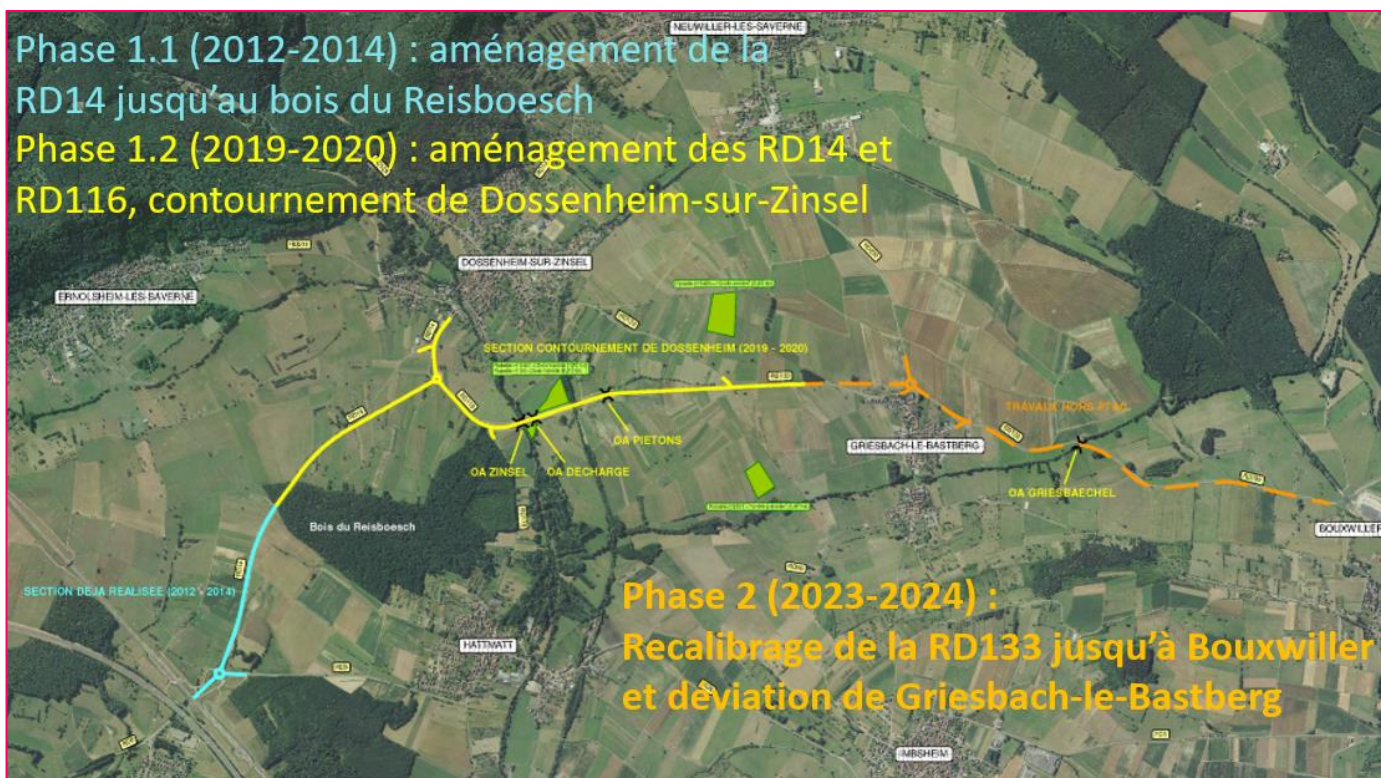 NEUWILLER-LES-SAVERNE
Phase 1.1 (2012-2014) : aménagement de la
RD14 jusqu'au bois du Reisboesch
Phase 1.2 (2019-2020) : aménagement des RD14 et
RD116, contournement de Dossenheim-sur-Zinsel
DOSSENHEIM-SUR-ZINSEL
ERNOLSHEIM-LES-SAVERNE
SECTION CONTOURNEMENT DE DOSSENHEIM (2019 - 2020)
RD14
RD133
TRAVAUX HORS
OA PIETONS
GRIESBACH-LE-BASTBERG
OA ZINSEL
OA DECHARGE
OA GRIESBAECHEL
Bois du Reisboesch
BOUXWILLER
SECTION DEJA REALISEE (2012 - 2014)
HATTMATT
Phase 2 (2023-2024) :
Recalibrage de la RD133 jusqu'à Bouxwiller
et déviation de Griesbach-le-Bastberg
IMBSHEIM